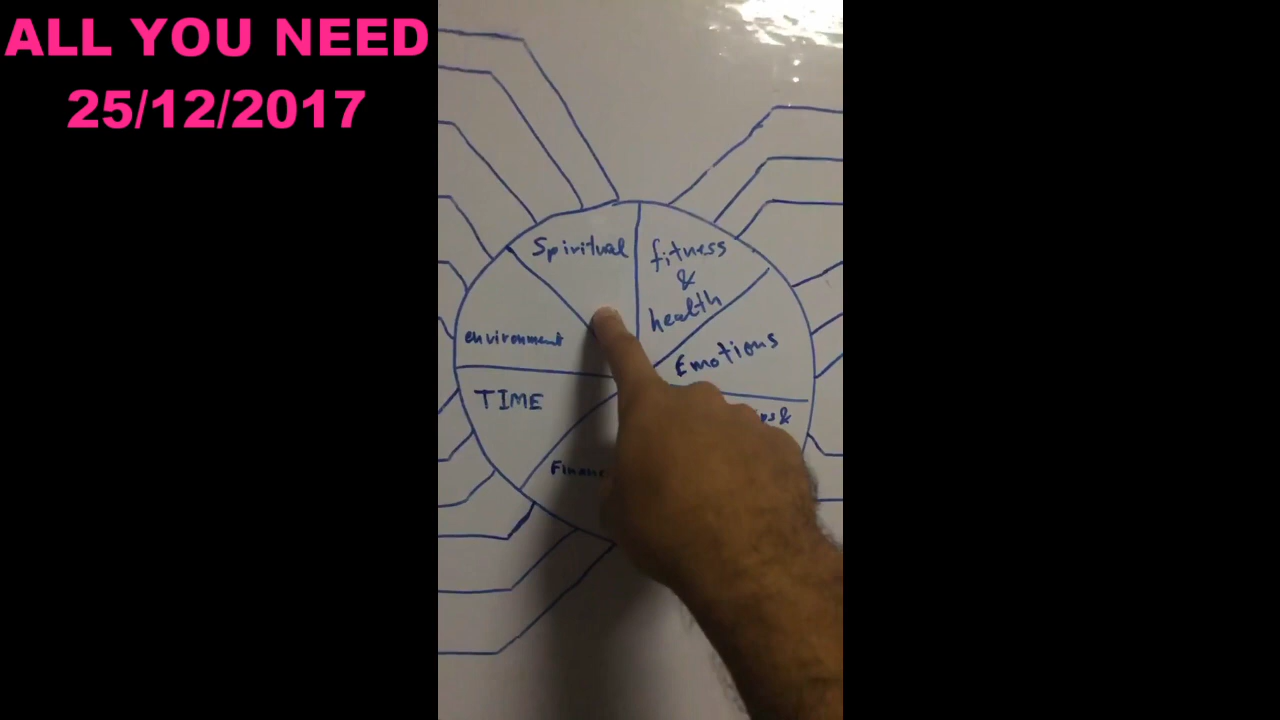 ALL YOU NEED
25/12/2017
Spiritual
fitness
&
health
Emotions
environment
TIME